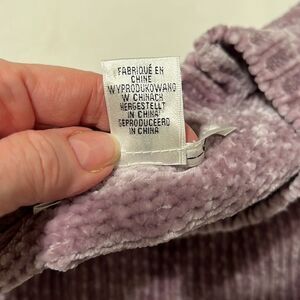 FABRIQUÉ EN
CHINE
WYPRODUKOWANO
W CHINACH
HERGESTELLT
IN CHINA
GEPRODUCEERD
IN CHINA